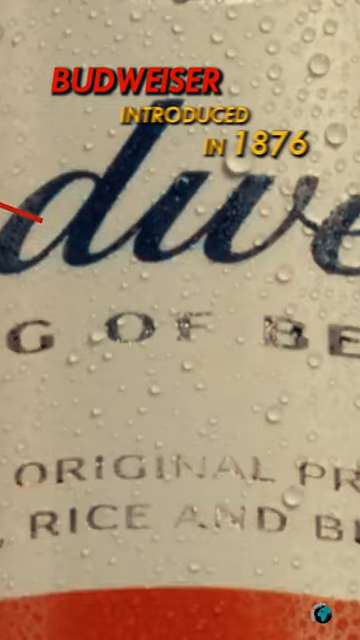 BUDWEISER
INTRODUCED
IN 1876
dwe
G OF BE
ORIGINAL PR
, RICE AND B